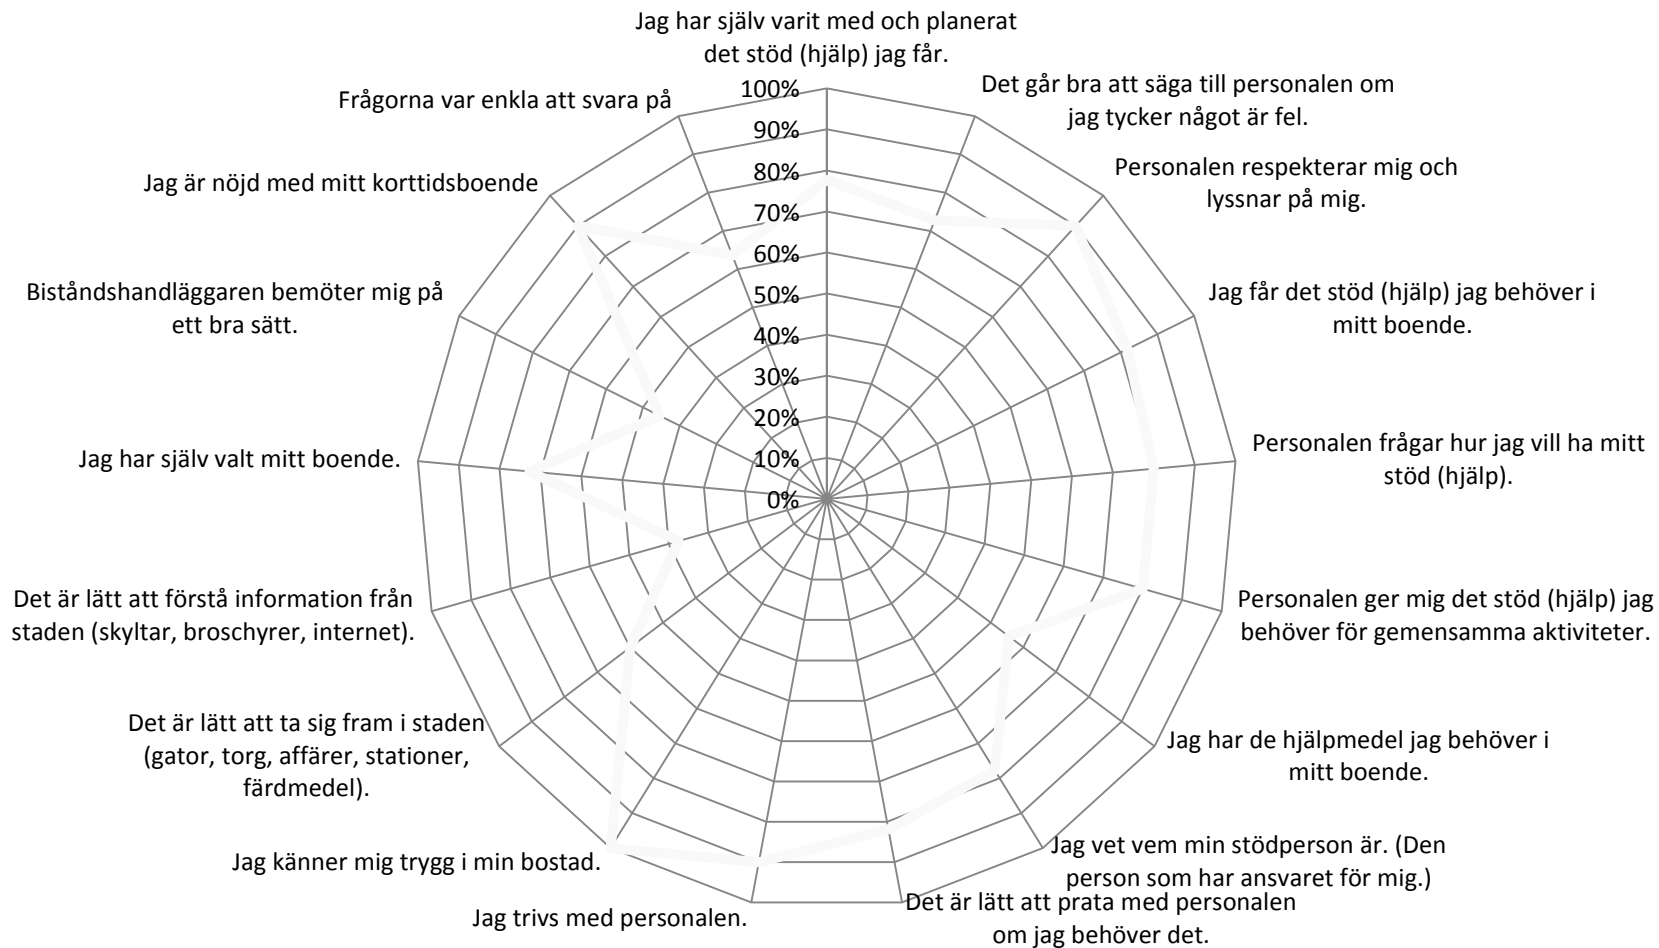 Jag har själv varit med och planerat
det stöd (hjälp) jag får.
Det går bra att säga till personalen om
jag tycker något är fel.
Personalen respekterar mig och
lyssnar på mig.
Jag får det stöd (hjälp) jag behöver i
mitt boende.
Personalen frågar hur jag vill ha mitt
stöd (hjälp).
Personalen ger mig det stöd (hjälp) jag
behöver för gemensamma aktiviteter.
Jag har de hjälpmedel jag behöver i
mitt boende.
Jag vet vem min stödperson är. (Den
person som har ansvaret för mig.)
Det är lätt att prata med personalen
om jag behöver det.
Jag trivs med personalen.
Jag känner mig trygg i min bostad.
Det är lätt att ta sig fram i staden
(gator, torg, affärer, stationer,
färdmedel).
Det är lätt att förstå information från
staden (skyltar, broschyrer, internet).
Jag har själv valt mitt boende.
Biståndshandläggaren bemöter mig på
ett bra sätt.
Jag är nöjd med mitt korttidsboende
Frågorna var enkla att svara på
100%
90%
80%
70%
60%
50%
40%
30%
20%
10%
0%